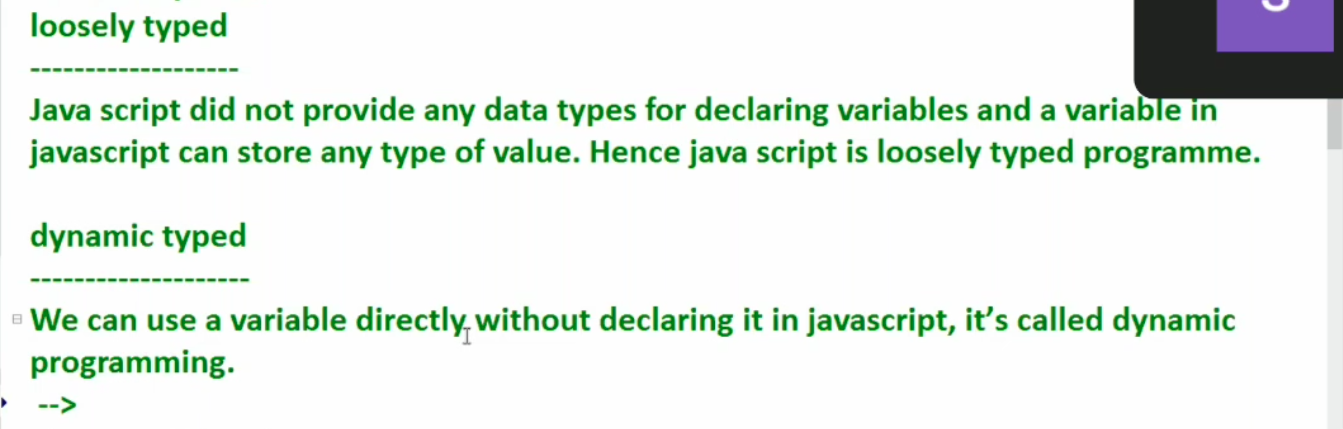 loosely typed
-------------------
Java script did not provide any data types for declaring variables and a variable in
javascript can store any type of value. Hence java script is loosely typed programme.
dynamic typed
--------------------
We can use a variable directly without declaring it in javascript, it’s called dynamic
programming.
-->